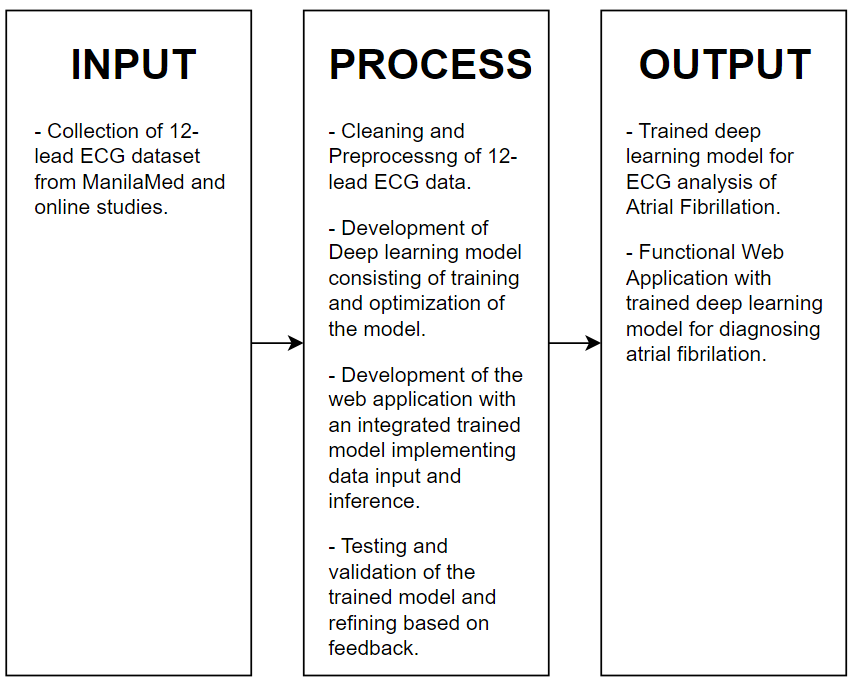 INPUT
- Collection of 12-
lead ECG dataset
from ManilaMed and
online studies.
PROCESS
- Cleaning and
Preprocessng of 12-
lead ECG data.
- Development of
Deep learning model
consisting of training
and optimization of
the model.
- Development of the
web application with
an integrated trained
model implementing
data input and
inference.
- Testing and
validation of the
trained model and
refining based on
feedback.
OUTPUT
- Trained deep
learning model for
ECG analysis of
Atrial Fibrillation.
- Functional Web
Application with
trained deep learning
model for diagnosing
atrial fibrilation.